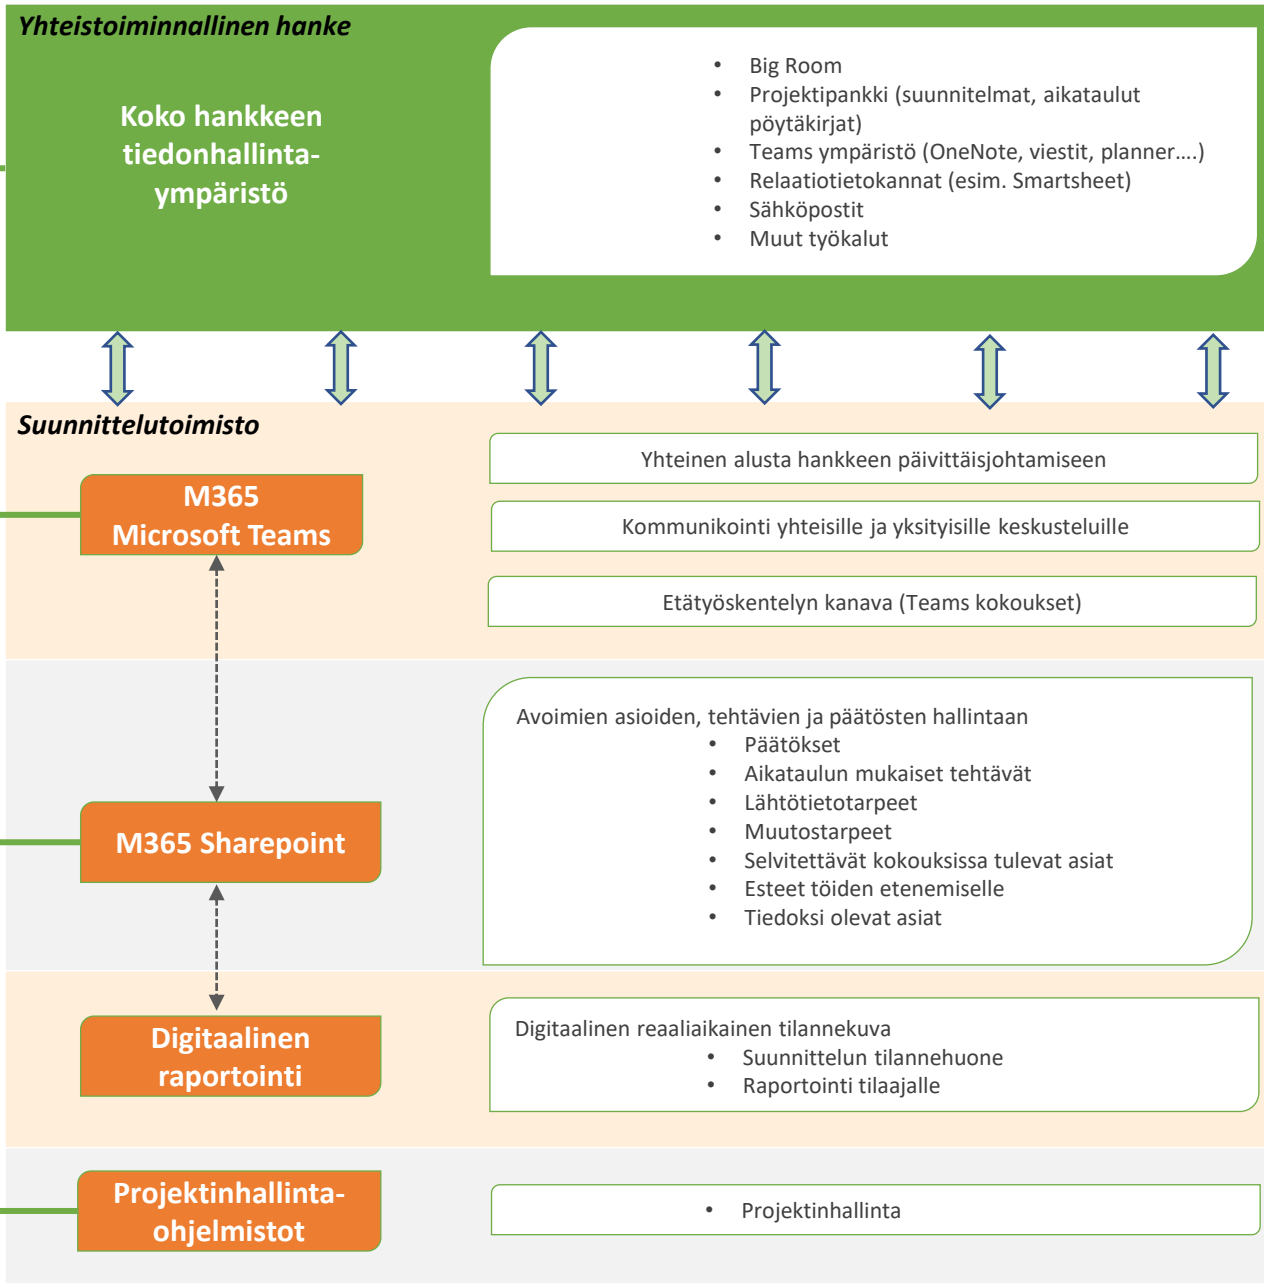 Yhteistoiminnallinen hanke
Koko hankkeen
tiedonhallinta-
ympäristö
• Big Room
• Projektipankki (suunnitelmat, aikataulut
pöytäkirjat)
• Teams ympäristö (OneNote, viestit, planner....)
• Relaatiotietokannat (esim. Smartsheet)
• Sähköpostit
• Muut työkalut
Suunnittelutoimisto
M365
Microsoft Teams
Yhteinen alusta hankkeen päivittäisjohtamiseen
Kommunikointi yhteisille ja yksityisille keskusteluille
Etätyöskentelyn kanava (Teams kokoukset)
M365 Sharepoint
Avoimien asioiden, tehtävien ja päätösten hallintaan
• Päätökset
• Aikataulun mukaiset tehtävät
• Lähtötietotarpeet
• Muutostarpeet
• Selvitettävät kokouksissa tulevat asiat
• Esteet töiden etenemiselle
• Tiedoksi olevat asiat
Digitaalinen
raportointi
Digitaalinen reaaliaikainen tilannekuva
• Suunnittelun tilannehuone
• Raportointi tilaajalle
Projektinhallinta-
ohjelmistot
• Projektinhallinta